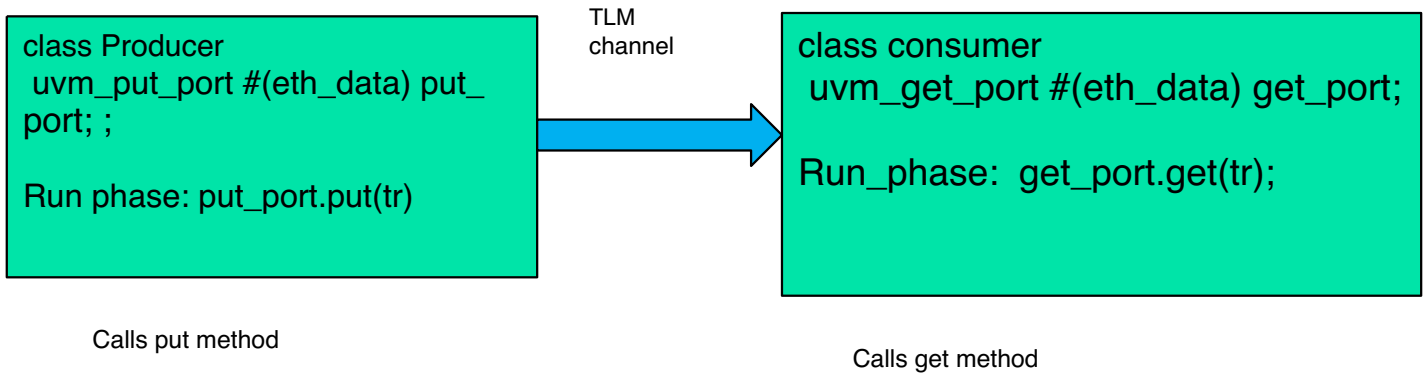 class Producer
uvm_put_port #(eth_data) put_
port; ;
Run phase: put_port.put(tr)
TLM
channel
class consumer
uvm_get_port #(eth_data) get_port;
Run_phase: get_port.get(tr);
Calls put method
Calls get method